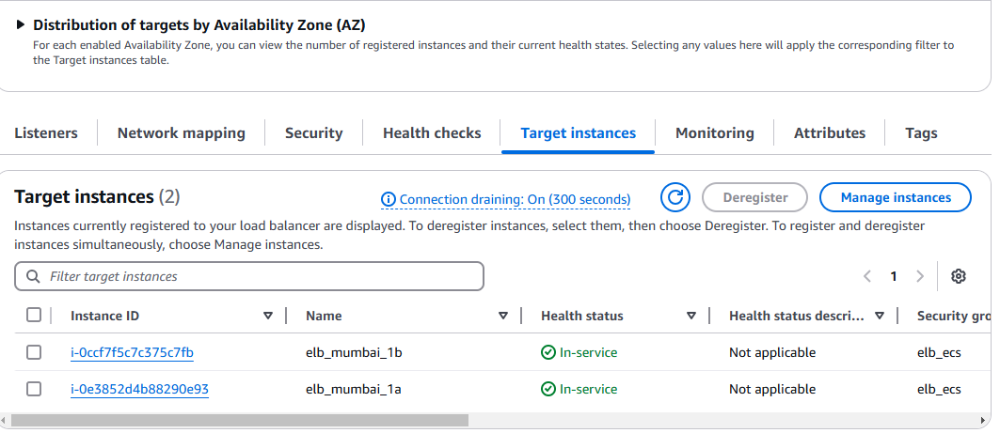 Distribution of targets by Availability Zone (AZ)
For each enabled Availability Zone, you can view the number of registered instances and their current health states. Selecting any values here will apply the corresponding filter to
the Target instances table.
Listeners Network mapping Security Health checks Target instances Monitoring Attributes Tags
Target instances (2) Connection draining: On (300 seconds) Deregister Manage instances
Instances currently registered to your load balancer are displayed. To deregister instances, select them, then choose Deregister. To register and deregister
instances simultaneously, choose Manage instances.
Filter target instances 1
Instance ID Name Health status Health status descri... Security gro
i-0ccf7f5c7c375c7fb elb_mumbai_1b In-service Not applicable elb_ecs
i-0e3852d4b88290e93 elb_mumbai_1a In-service Not applicable elb_ecs